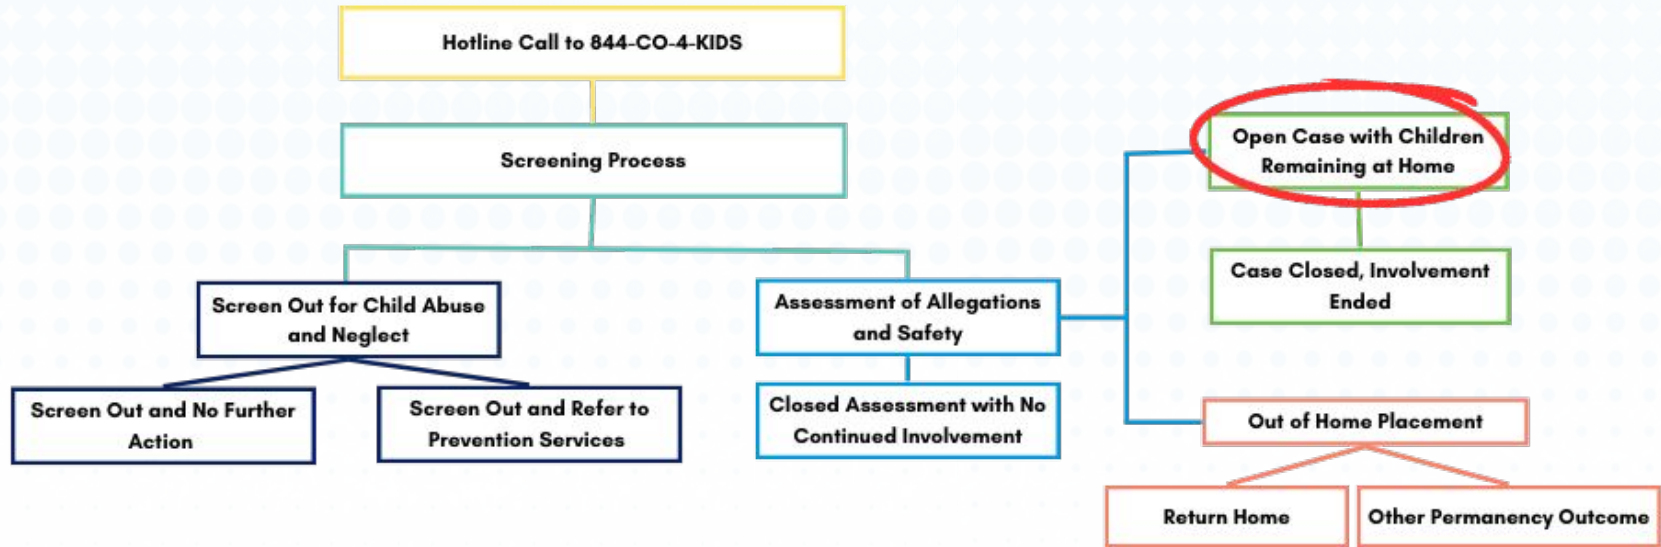 Hotline Call to 844-CO-4-KIDS
Screening Process
Open Case with Children
Remaining at Home
Case Closed, Involvement
Ended
Screen Out for Child Abuse
and Neglect
Assessment of Allegations
and Safety
Screen Out and No Further
Action
Screen Out and Refer to
Prevention Services
Closed Assessment with No
Continued Involvement
Out of Home Placement
Return Home
Other Permanency Outcome